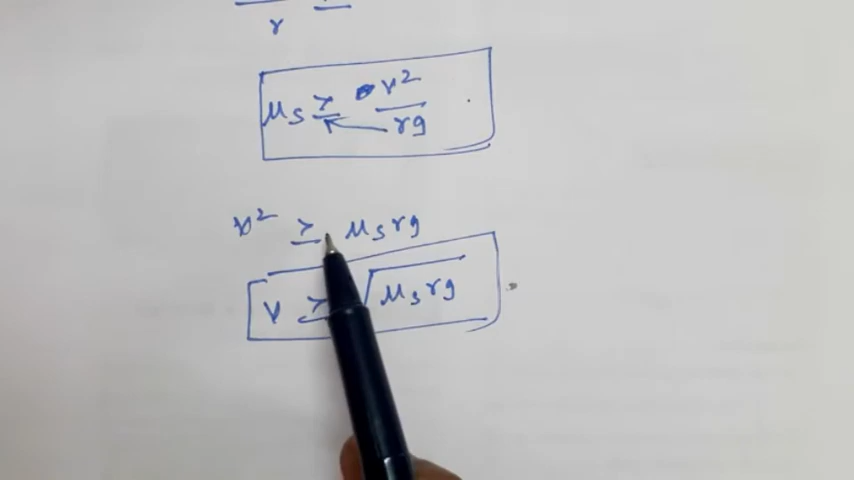 r
μs ≥ v²/rg
v² ≥ μs rg
v ≥ √μs rg